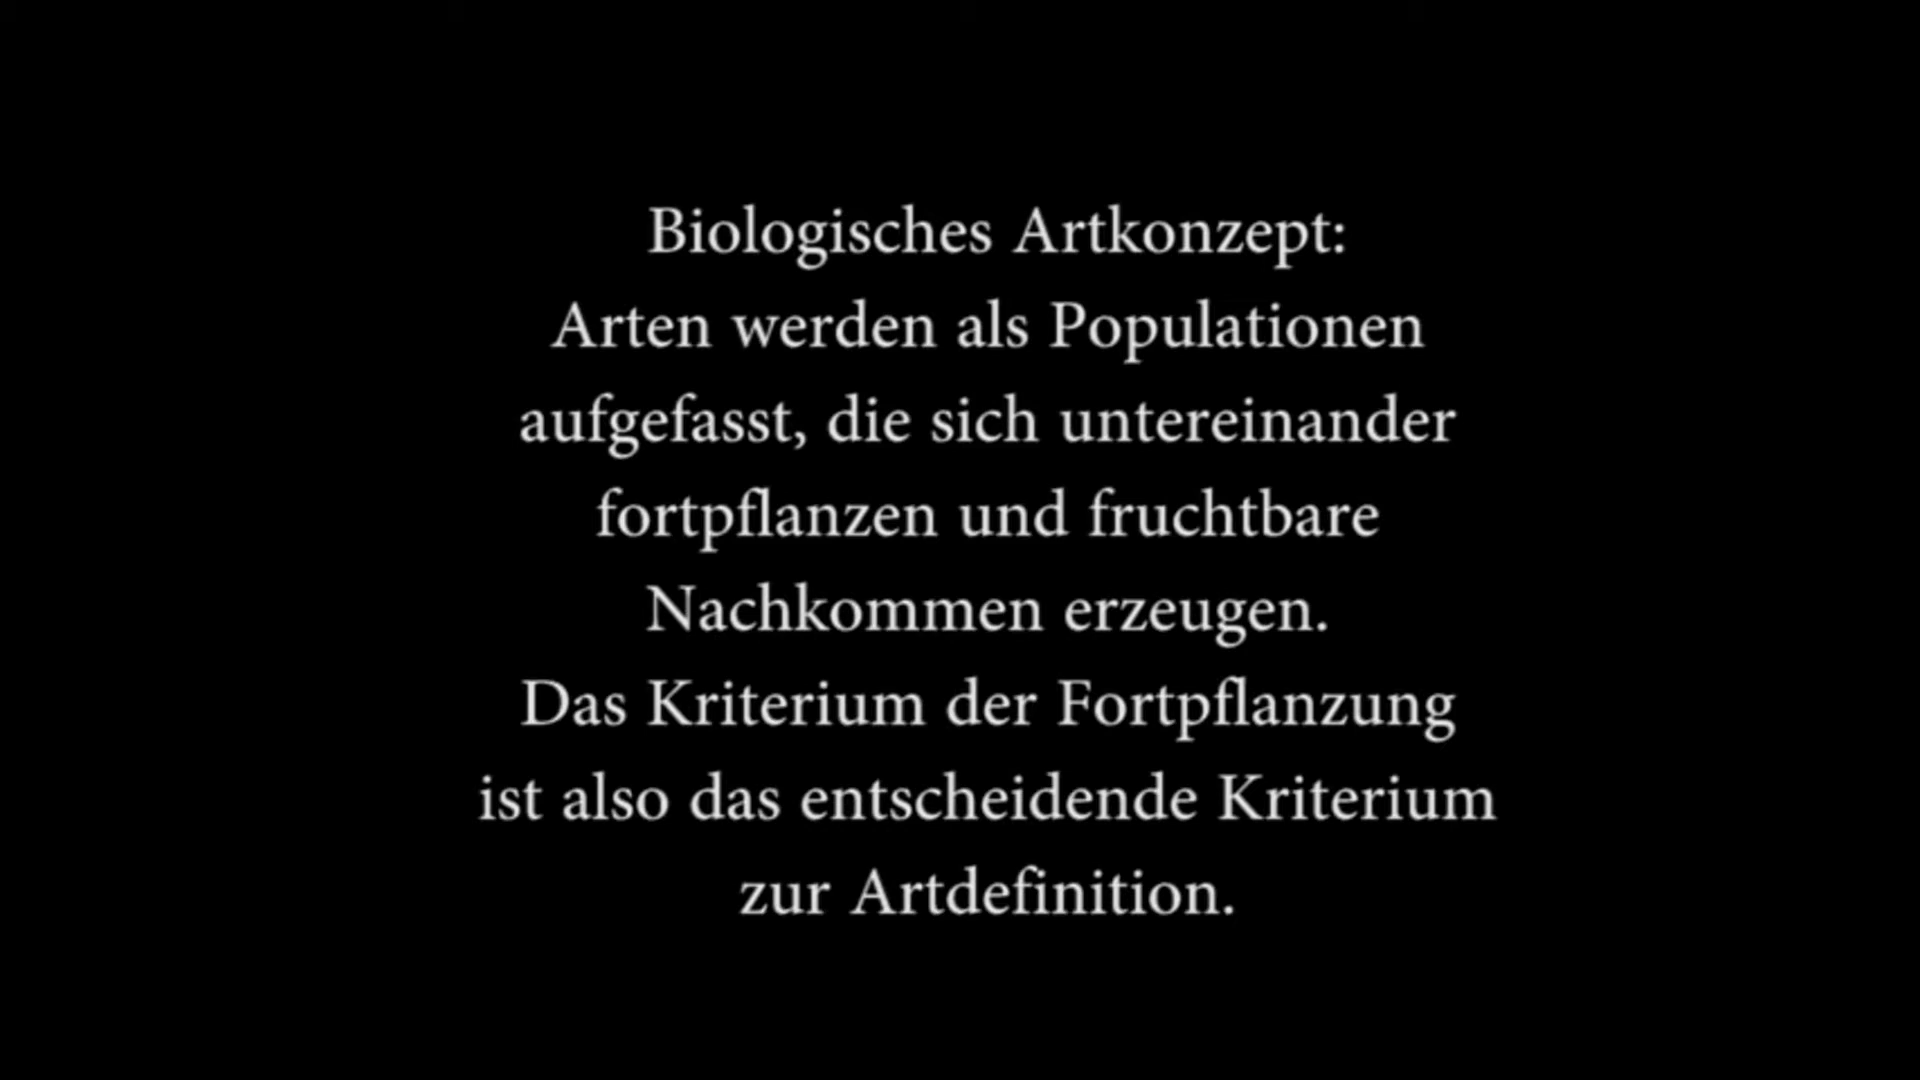 Biologisches Artkonzept:
Arten werden als Populationen
aufgefasst, die sich untereinander
fortpflanzen und fruchtbare
Nachkommen erzeugen.
Das Kriterium der Fortpflanzung
ist also das entscheidende Kriterium
zur Artdefinition.